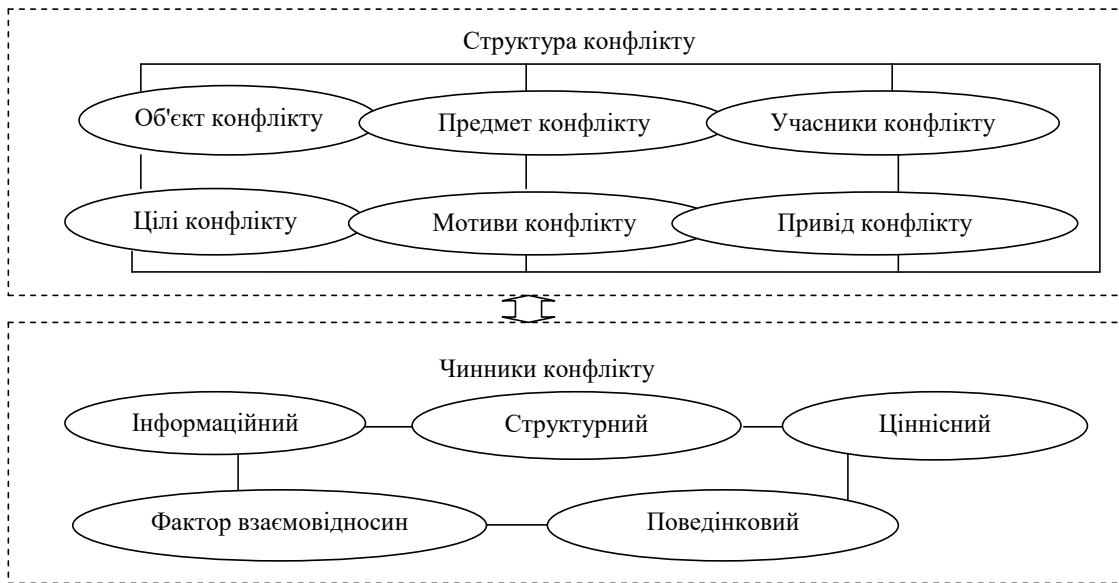 Структура конфлікту
Об'єкт конфлікту
Предмет конфлікту
Учасники конфлікту
Цілі конфлікту
Мотиви конфлікту
Привід конфлікту
Чинники конфлікту
Інформаційний
Структурний
Ціннісний
Фактор взаємовідносин
Поведінковий